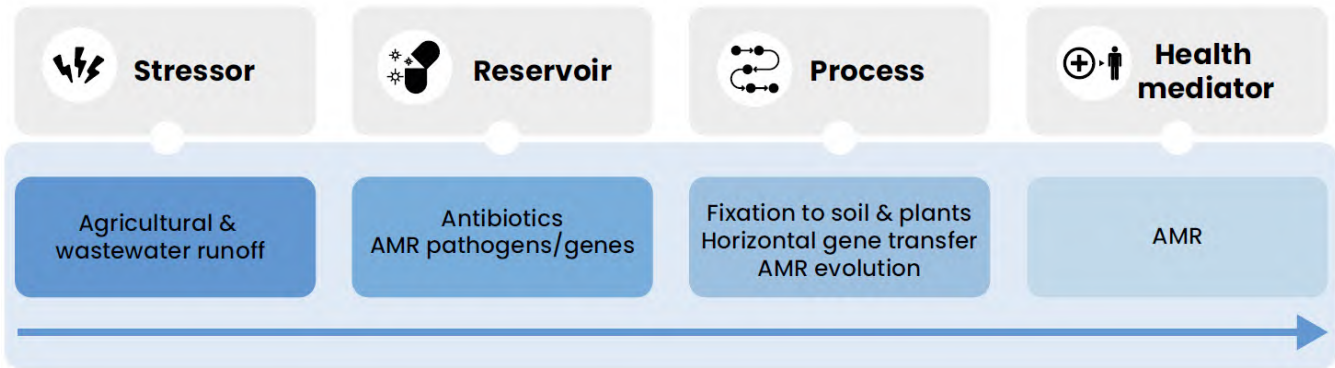 Stressor
Reservoir
Process
Health
mediator
Agricultural &
wastewater runoff
Antibiotics
AMR pathogens/genes
Fixation to soil & plants
Horizontal gene transfer
AMR evolution
AMR